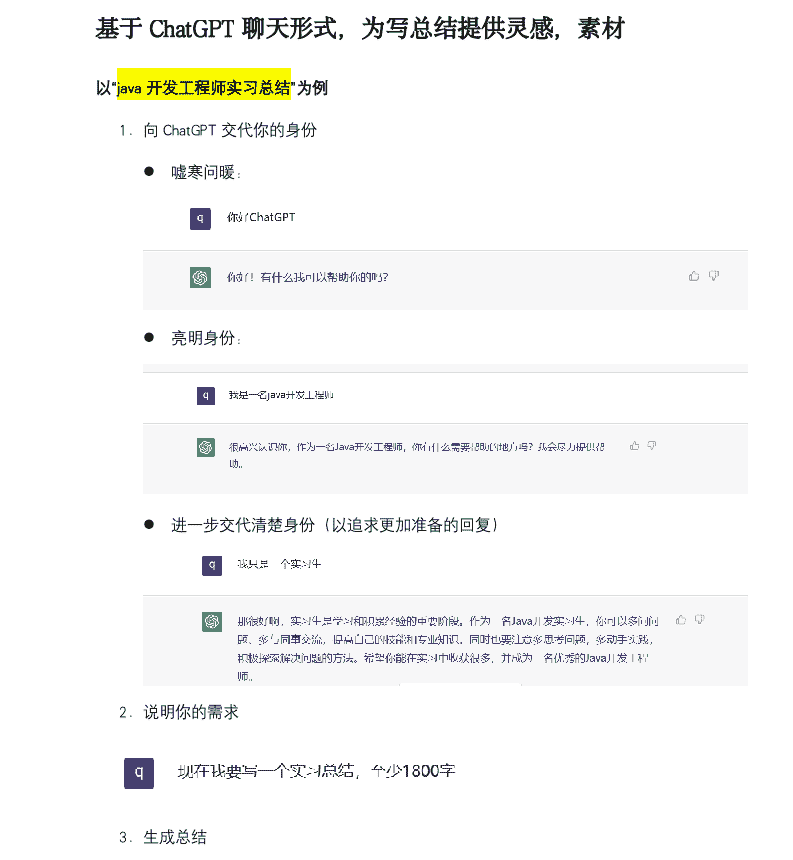 基于 ChatGPT 聊天形式，为写总结提供灵感，素材
以“java 开发工程师实习总结”为例
1. 向 ChatGPT 交代你的身份
● 嘘寒问暖：
q 你好ChatGPT
你好！有什么我可以帮助你的吗？
● 亮明身份：
q 我是一名java开发工程师
很高兴认识你，作为一名Java开发工程师，你有什么需要帮助的地方吗？我会尽力提供帮
助。
● 进一步交代清楚身份（以追求更加准备的回复）
q 我只是一个实习生
那很好啊，实习生是学习和积累经验的重要阶段。作为一名Java开发实习生，你可以多问问
题，多与同事交流，提高自己的技能和专业知识。同时也要注意多思考问题，多动手实践，
积极探索解决问题的方法。希望你能在实习中收获很多，并成为一名优秀的Java开发工程
师。
2. 说明你的需求
q 现在我要写一个实习总结，至少1800字
3. 生成总结